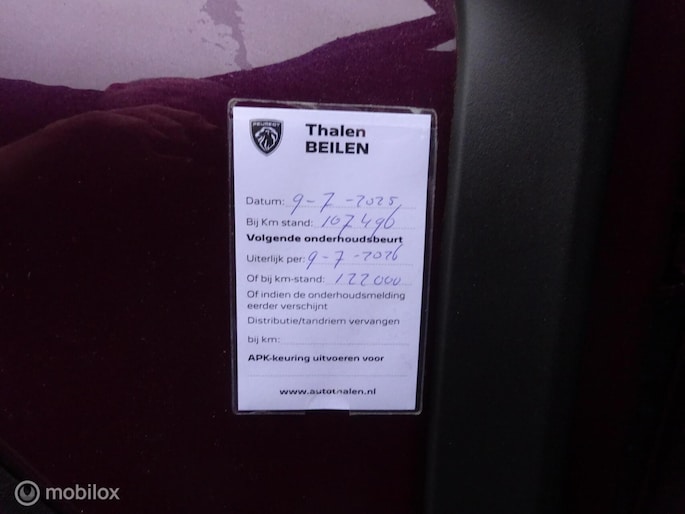 PEUGEOT
Thalen
BEILEN
Datum: 9-7-2025
Bij Km stand: 107490
Volgende onderhoudsbeurt
Uiterlijk per: 9-7-2026
Of bij km-stand: 122000
Of indien de onderhoudsmelding
eerder verschijnt
Distributie/tandriem vervangen
bij km:
APK-keuring uitvoeren voor
www.autothalen.nl
mobilox